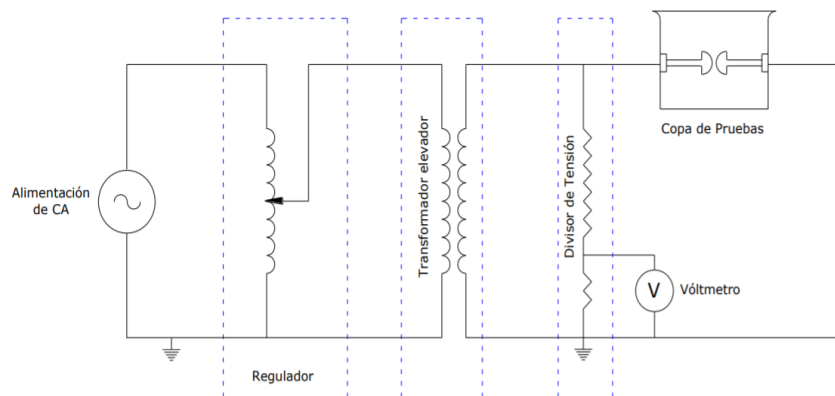 Alimentación
de CA
Regulador
Transformador elevador
Divisor de Tensión
Copa de Pruebas
V
Vóltmetro